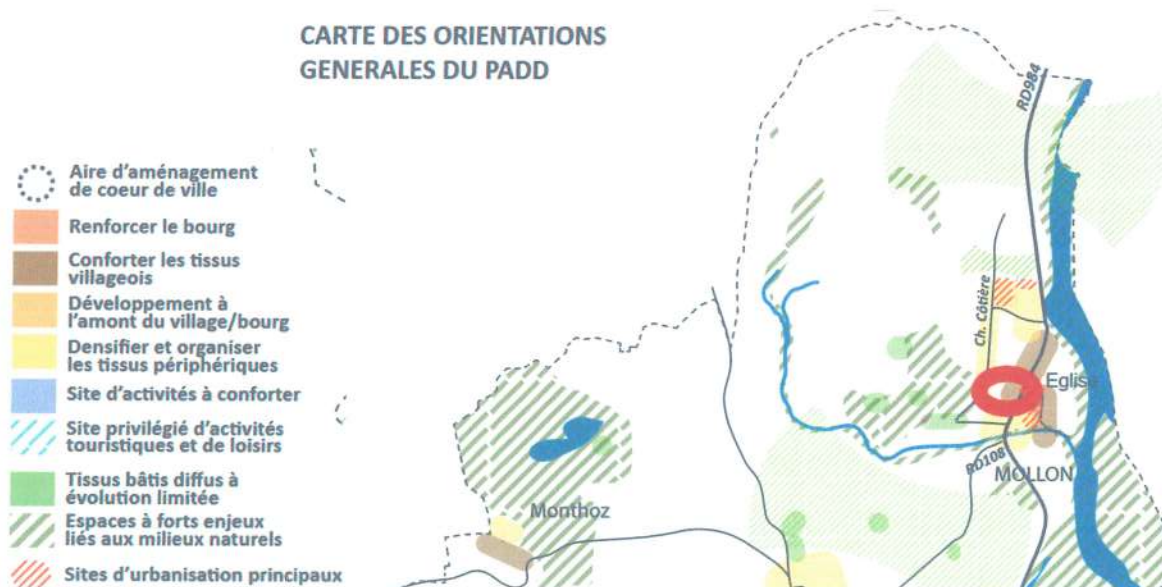 CARTE DES ORIENTATIONS
GENERALES DU PADD
Aire d'aménagement
de coeur de ville
Renforcer le bourg
Conforter les tissus
villageois
Développement à
l'amont du village/bourg
Densifier et organiser
les tissus périphériques
Site d'activités à conforter
Site privilégié d'activités
touristiques et de loisirs
Tissus bâtis diffus à
évolution limitée
Espaces à forts enjeux
liés aux milieux naturels
Sites d'urbanisation principaux
RD984
Ch. Côtière
Eglise
RD108
MOLLON
Monthoz